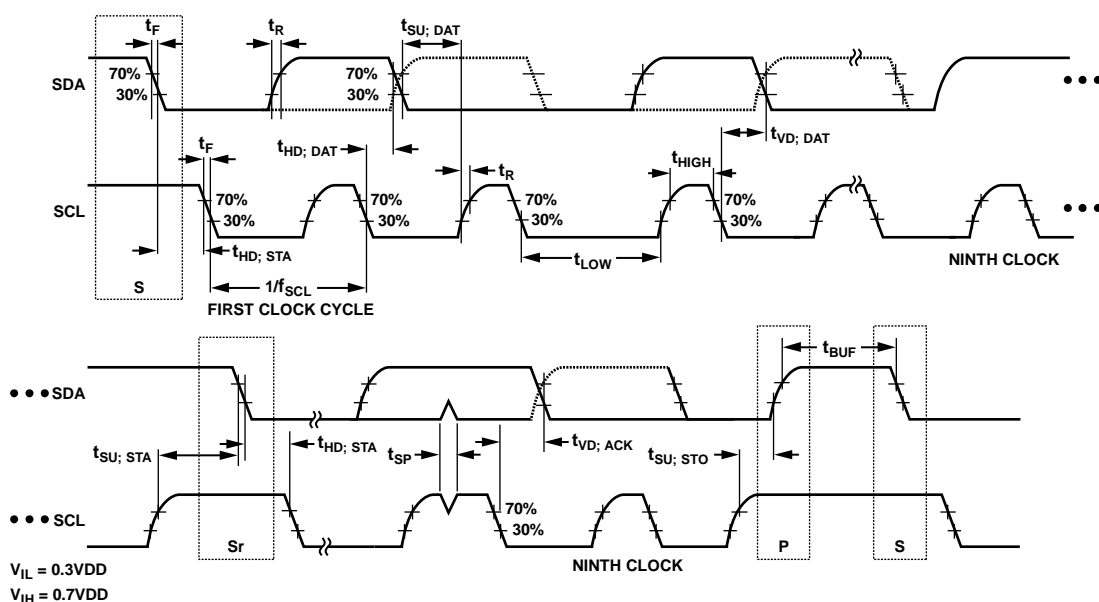 tF
tR
tSU; DAT
70%
30%
SDA
70%
30%
• • •
tF
tHD; DAT
tR
tHIGH
tVD; DAT
SCL
70%
30%
70%
30%
70%
30%
70%
30%
• • •
tHD; STA
tLOW
NINTH CLOCK
S
1/fSCL
FIRST CLOCK CYCLE
tBUF
• • • SDA
tSU; STA
tHD; STA
tSP
tVD; ACK
tSU; STO
• • • SCL
70%
30%
Sr
P
S
NINTH CLOCK
VIL = 0.3VDD
VIH = 0.7VDD